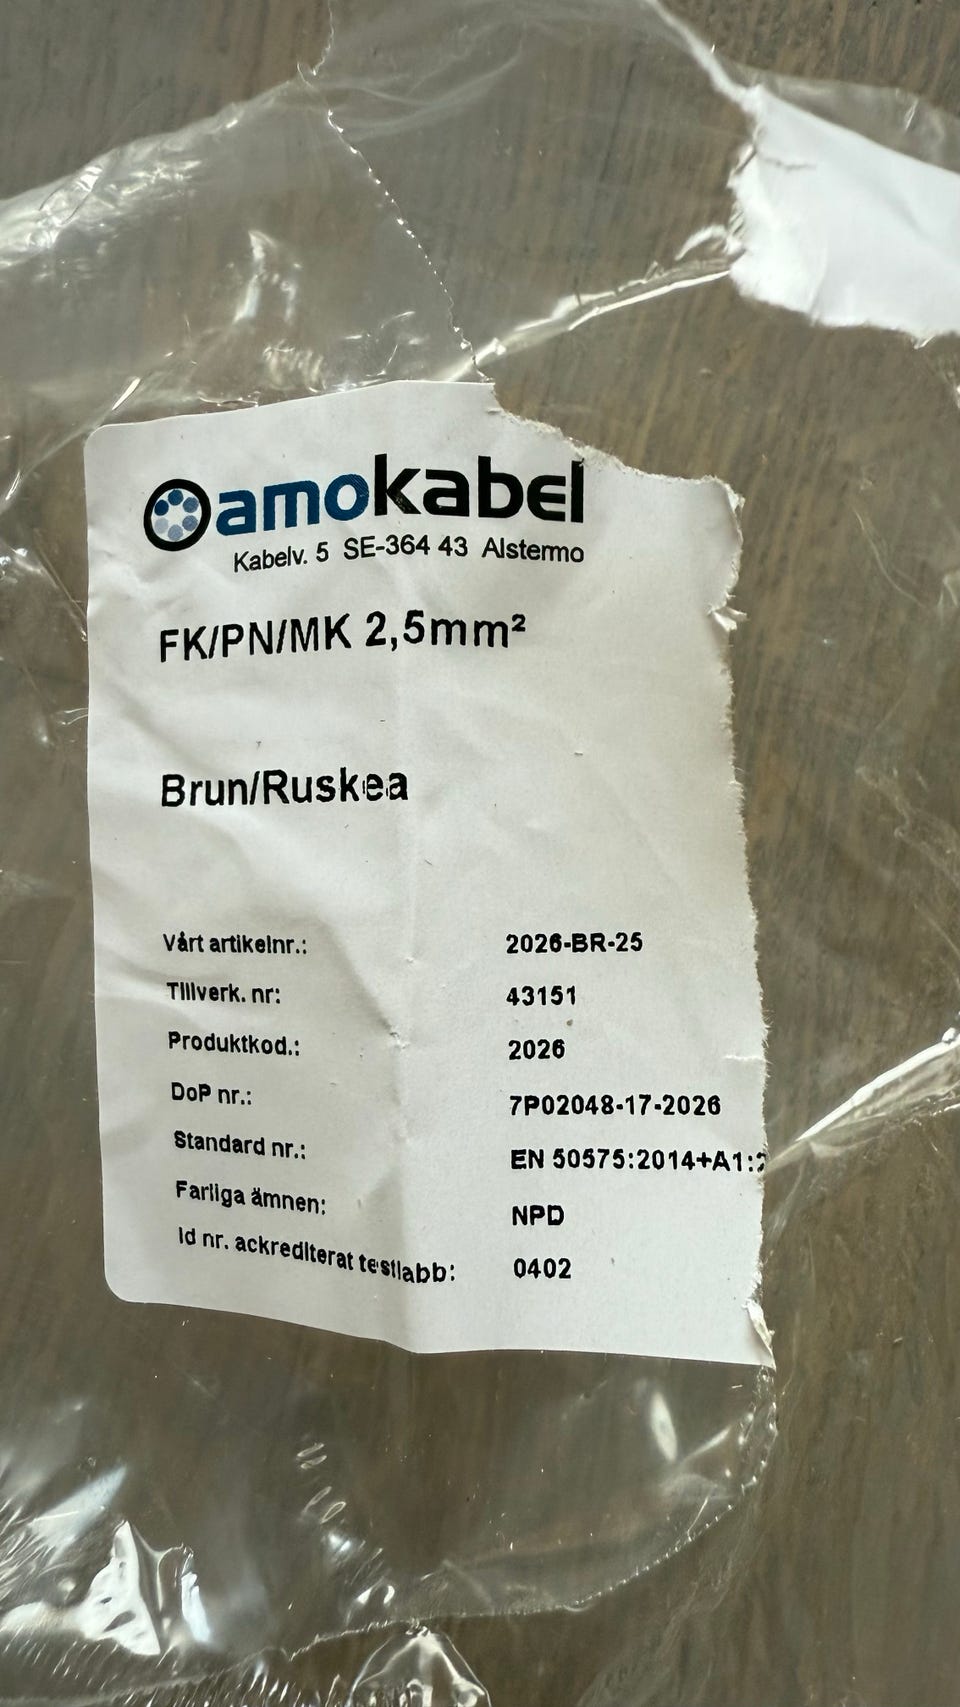 amokabel
Kabelv. 5 SE-364 43 Alstermo
FK/PN/MK 2,5mm²
Brun/Ruskea
Vårt artikelnr.: 2026-BR-25
Tillverk. nr: 43151
Produktkod.: 2026
DoP nr.: 7P02048-17-2026
Standard nr.: EN 50575:2014+A1:
Farliga ämnen: NPD
Id nr. ackrediterat testlabb: 0402